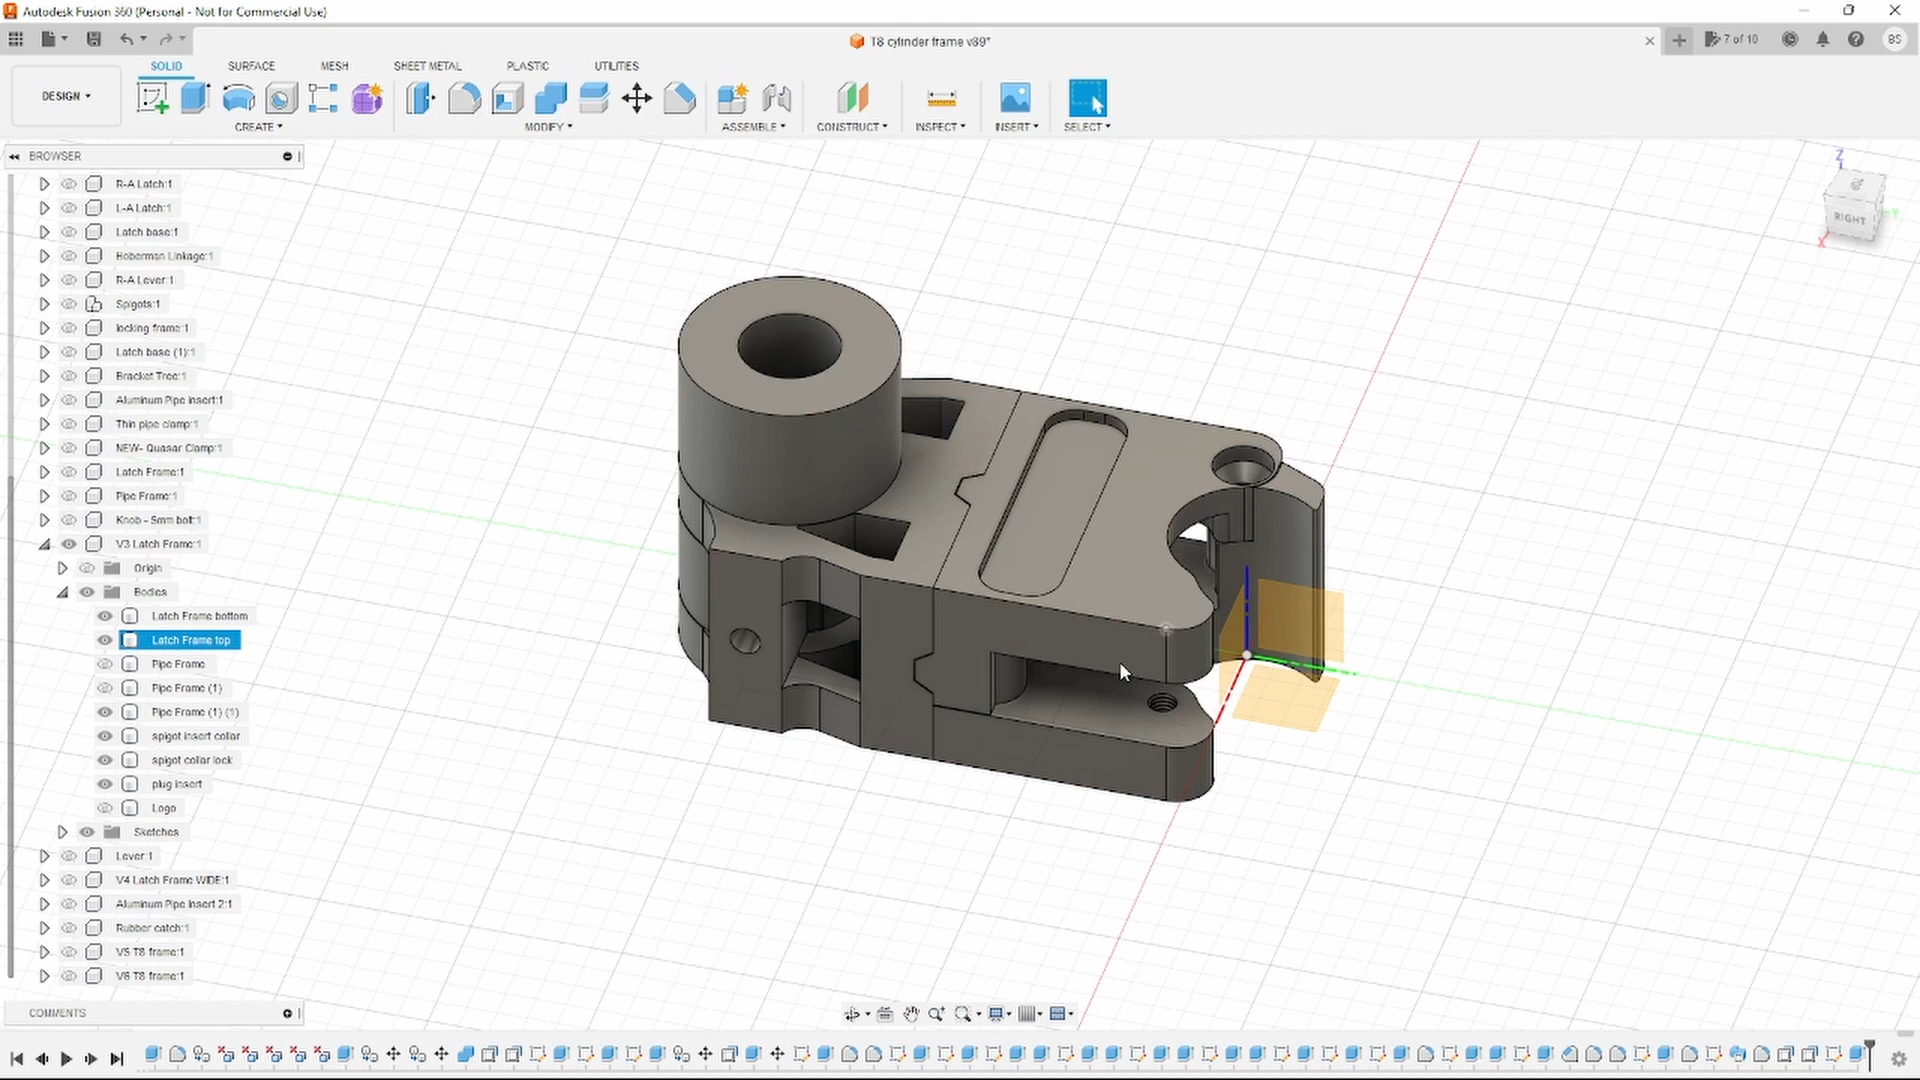 Autodesk Fusion 360 (Personal - Not for Commercial Use)
T8 cylinder frame v89*
7 of 10
BS
SOLID
SURFACE
MESH
SHEET METAL
PLASTIC
UTILITIES
DESIGN
CREATE
MODIFY
ASSEMBLE
CONSTRUCT
INSPECT
INSERT
SELECT
BROWSER
R-A Latch:1
L-A Latch:1
Latch base:1
Hoberman Linkage:1
R-A Lever:1
Spigots:1
locking frame:1
Latch base (1):1
Bracket Tree:1
Aluminum Pipe insert:1
Thin pipe clamp:1
NEW- Quasar Clamp:1
Latch Frame:1
Pipe Frame:1
Knob - 5mm bolt:1
V3 Latch Frame:1
Origin
Bodies
Latch Frame bottom
Latch Frame top
Pipe Frame
Pipe Frame (1)
Pipe Frame (1) (1)
spigot insert collar
spigot collar lock
plug insert
Logo
Sketches
Lever:1
V4 Latch Frame WIDE:1
Aluminum Pipe Insert 2:1
Rubber catch:1
V5 T8 frame:1
V6 T8 frame:1
COMMENTS
Z
Y
X
RIGHT